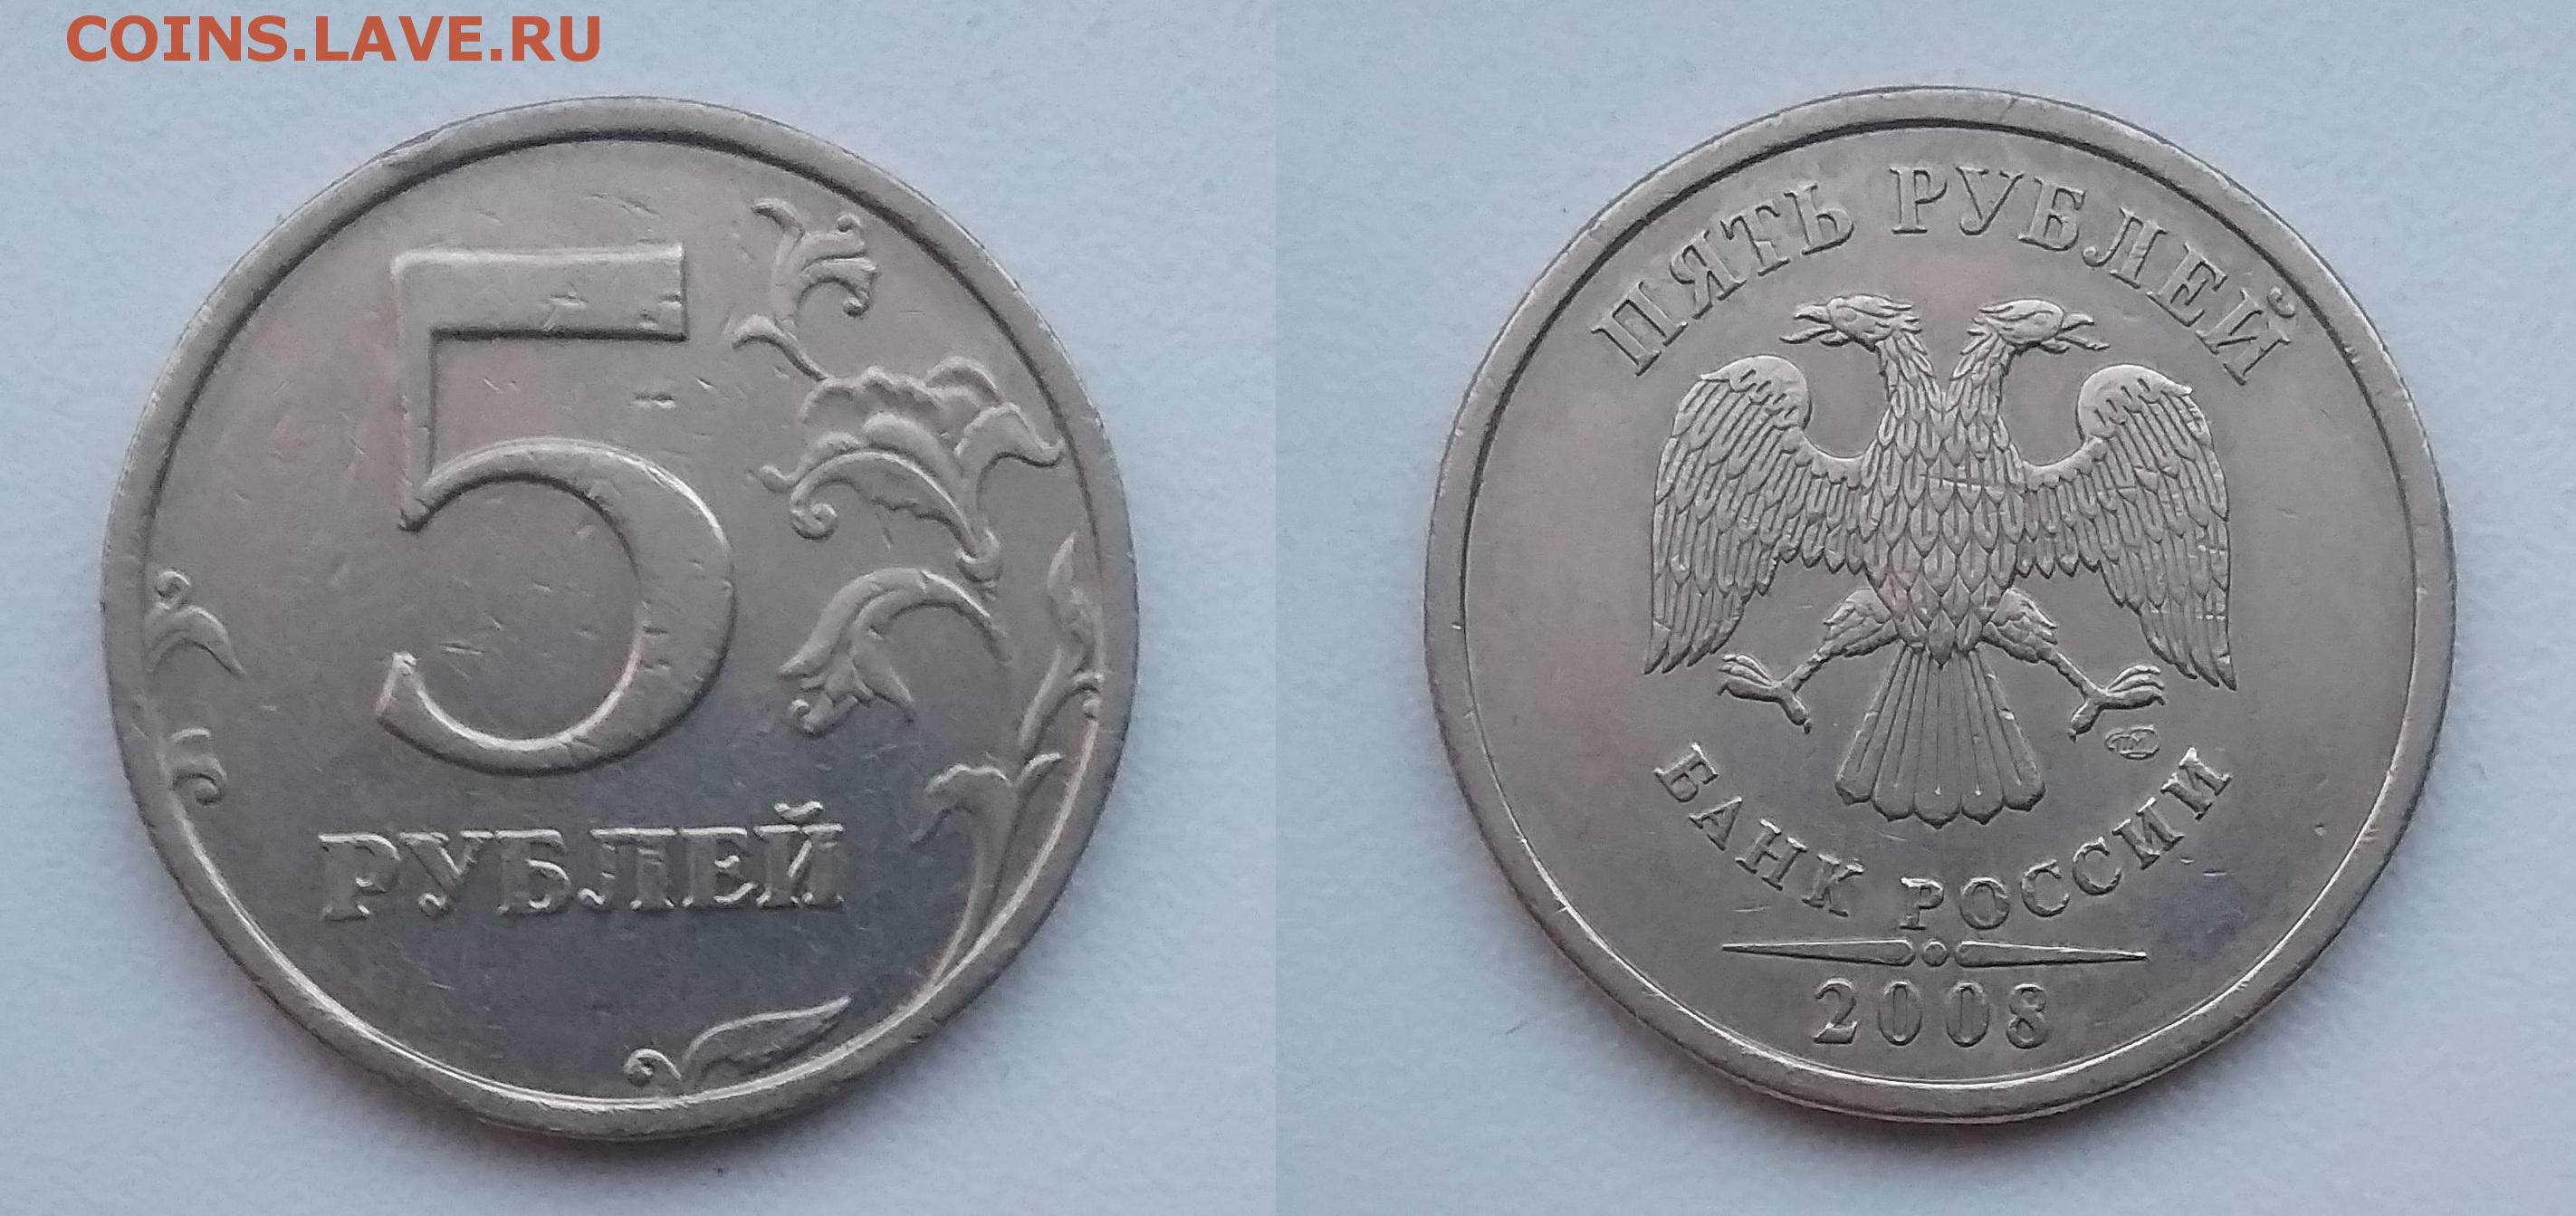 COINS.LAVE.RU
5
РУБЛЕЙ
ПЯТЬ РУБЛЕЙ
БАНК РОССИИ
2008